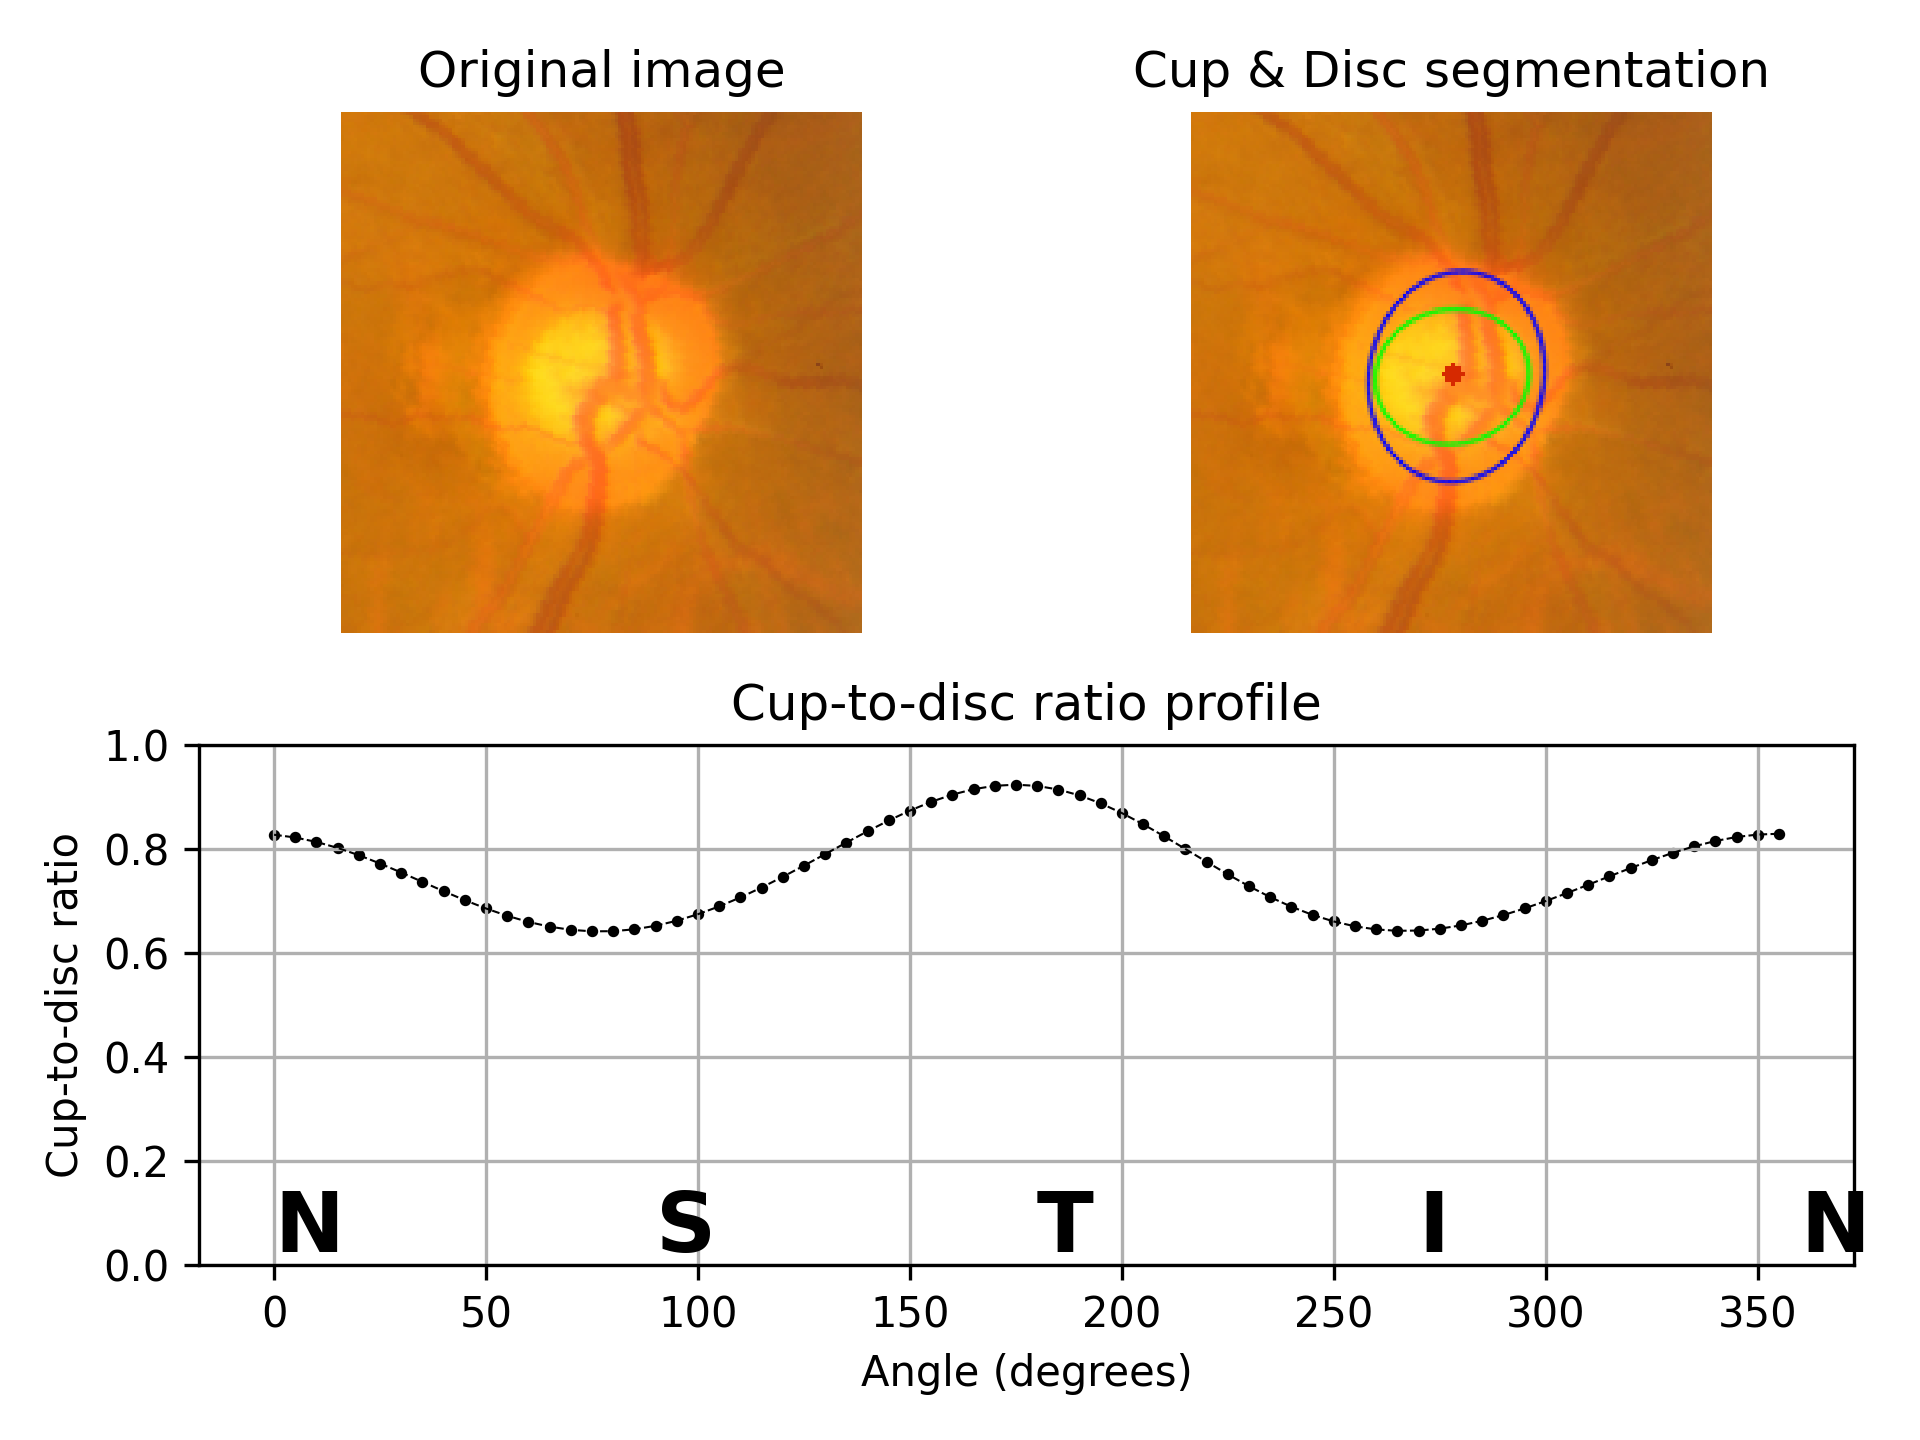 Original image
Cup & Disc segmentation
Cup-to-disc ratio profile
Cup-to-disc ratio
1.0
0.8
0.6
0.4
0.2
0.0
N S T I N
0 50 100 150 200 250 300 350
Angle (degrees)